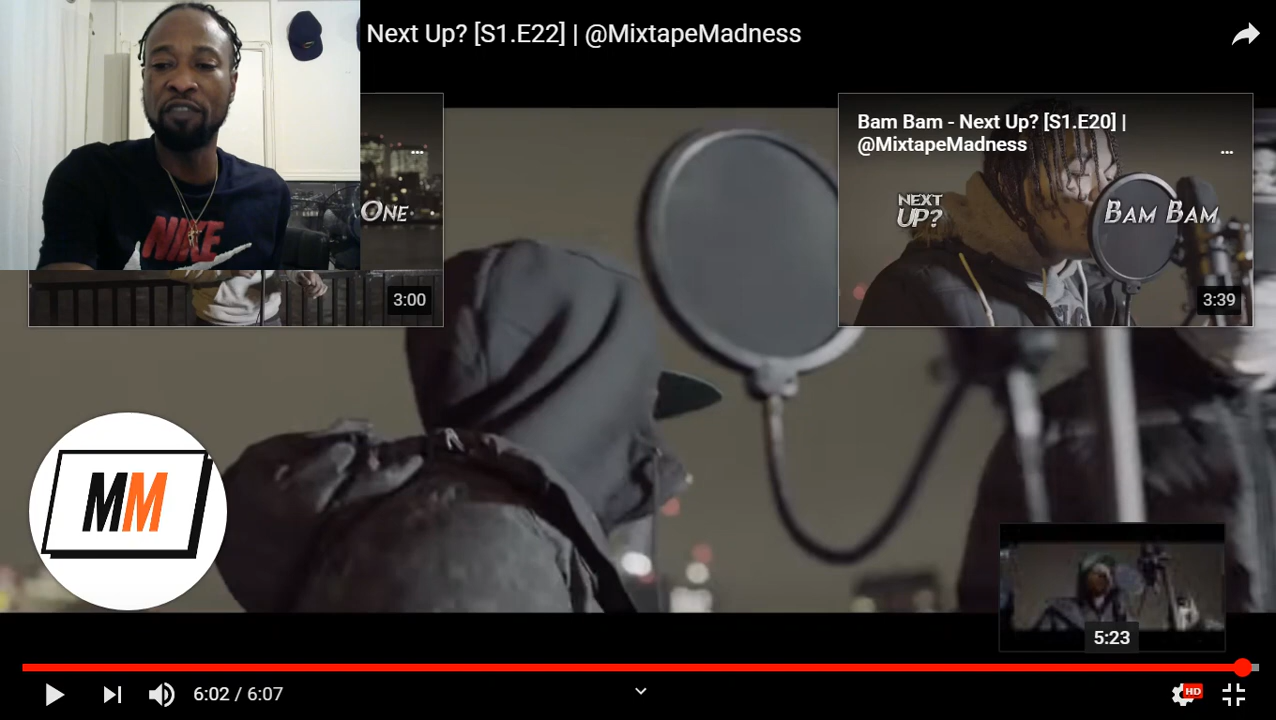 Next Up? [S1.E22] | @MixtapeMadness
Bam Bam - Next Up? [S1.E20] |
@MixtapeMadness
...
...
ONE
NEXT
UP?
BAM BAM
NIKE
3:00
3:39
MM
5:23
6:02 / 6:07
HD